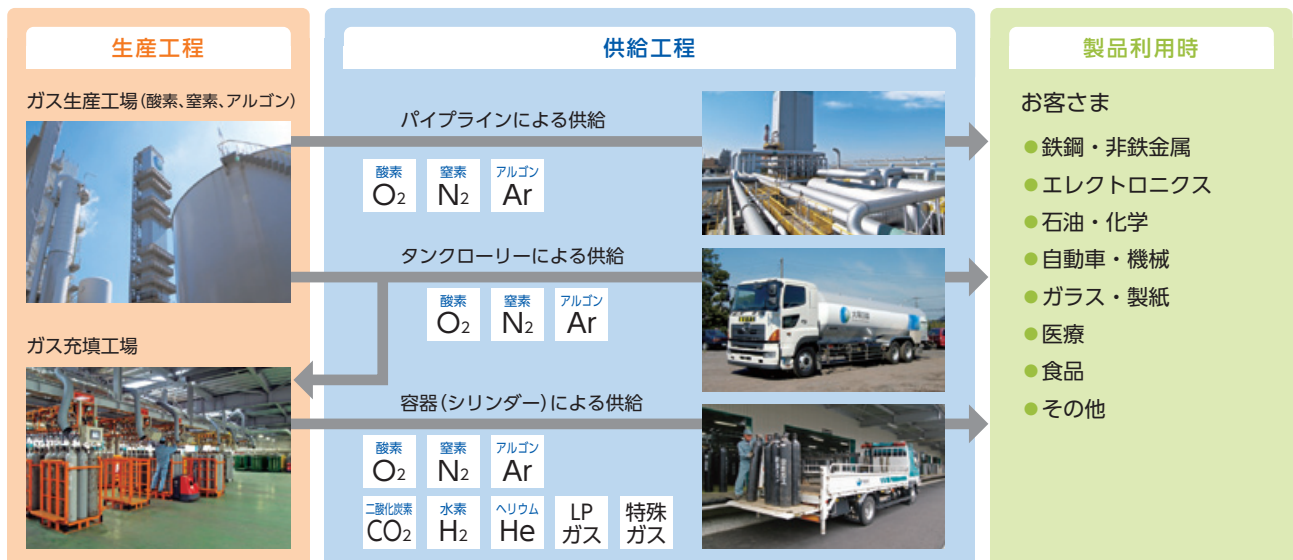 生産工程
ガス生産工場(酸素、窒素、アルゴン)
ガス充填工場
供給工程
パイプラインによる供給
酸素 窒素 アルゴン
O₂ N₂ Ar
タンクローリーによる供給
酸素 窒素 アルゴン
O₂ N₂ Ar
容器(シリンダー)による供給
酸素 窒素 アルゴン
O₂ N₂ Ar
二酸化炭素 水素 ヘリウム
CO₂ H₂ He
LP
ガス
特殊
ガス
製品利用時
お客さま
●鉄鋼・非鉄金属
●エレクトロニクス
●石油・化学
●自動車・機械
●ガラス・製紙
●医療
●食品
●その他